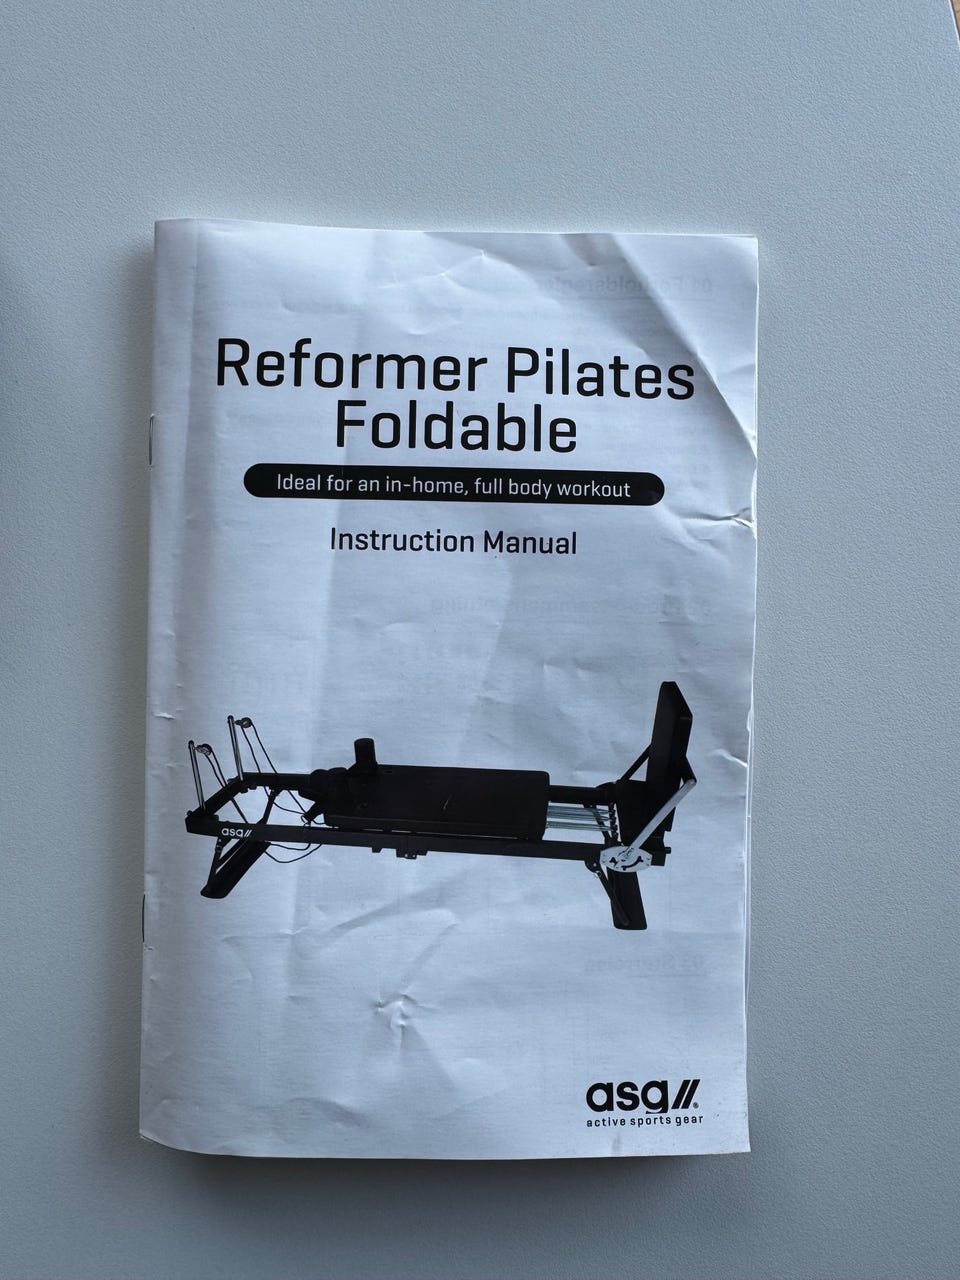 Reformer Pilates
Foldable
Ideal for an in-home, full body workout
Instruction Manual
asg//
asg//®
active sports gear